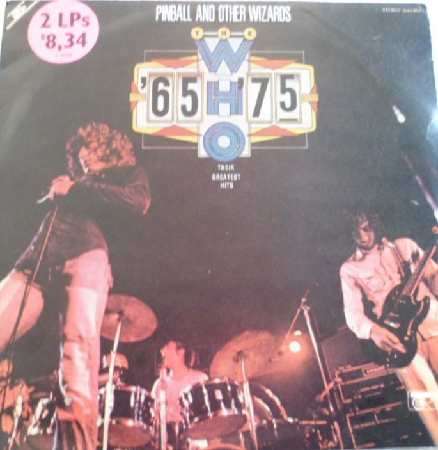 PINBALL AND OTHER WIZARDS
2 LPs
8,34
THE
WHO
'65 '75
THEIR
GREATEST
HITS
STEREO